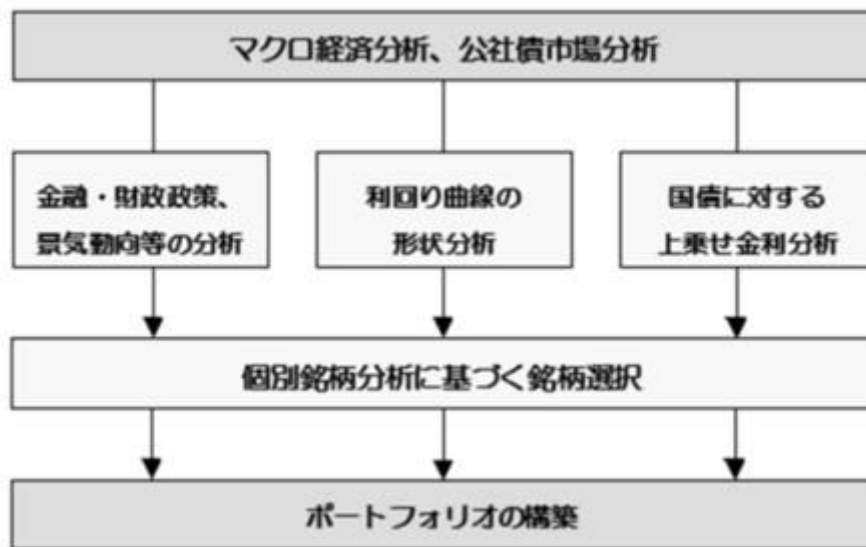 マクロ経済分析、公社債市場分析
金融・財政政策、
景気動向等の分析
利回り曲線の
形状分析
国債に対する
上乗せ金利分析
個別銘柄分析に基づく銘柄選択
ポートフォリオの構築